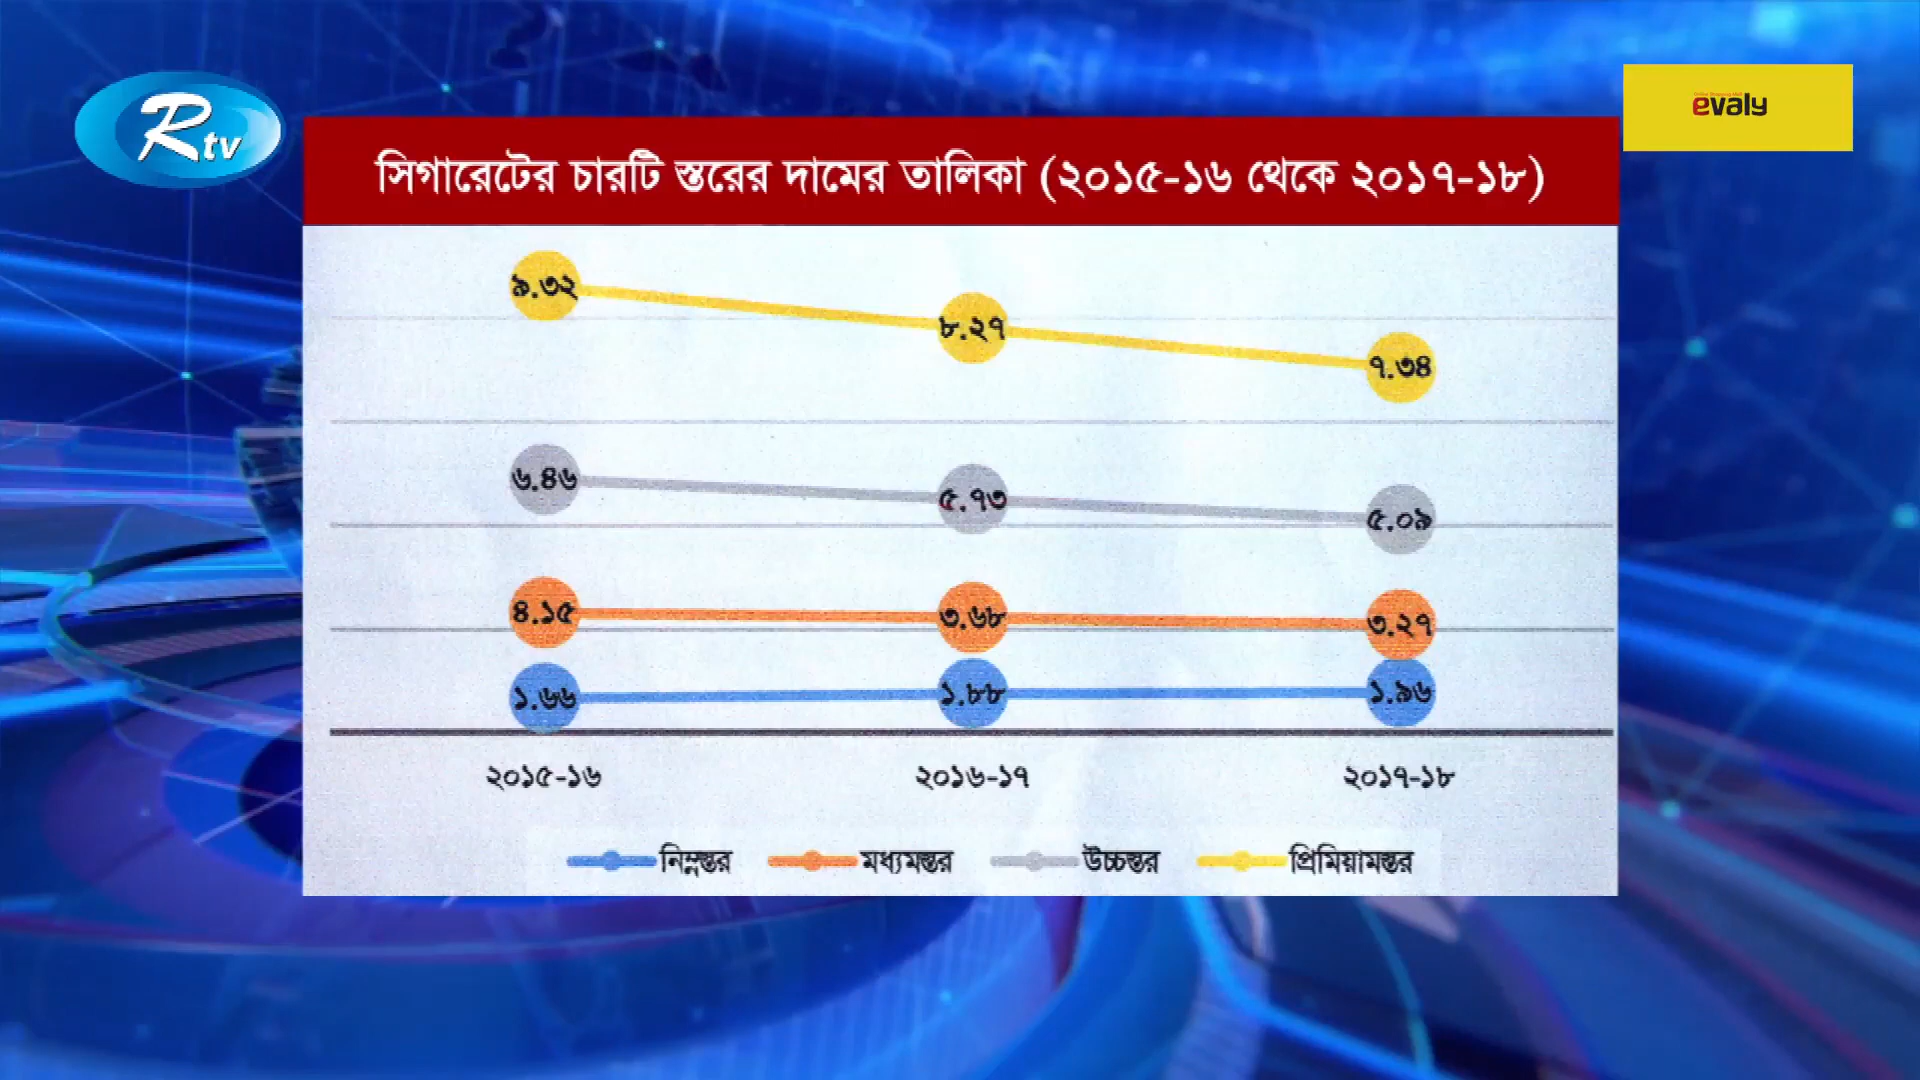 Rtv
evaly
সিগারেটের চারটি স্তরের দামের তালিকা (২০১৫-১৬ থেকে ২০১৭-১৮)
৯.৩২
৮.২৭
৭.৩৪
৬.৪৬
৫.৭৩
৫.০৯
৪.১৫
৩.৬৮
৩.২৭
১.৬৬
১.৮৮
১.৯৬
২০১৫-১৬ ২০১৬-১৭ ২০১৭-১৮
নিম্নস্তর মধ্যমস্তর উচ্চস্তর প্রিমিয়ামস্তর